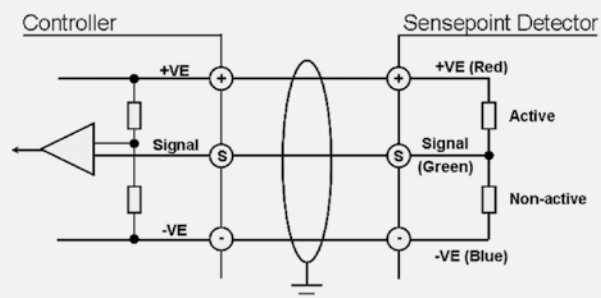 Controller
Sensepoint Detector
+VE
+
+
+VE (Red)
Active
Signal
S
S
Signal
(Green)
Non-active
-VE
-
-
-VE (Blue)